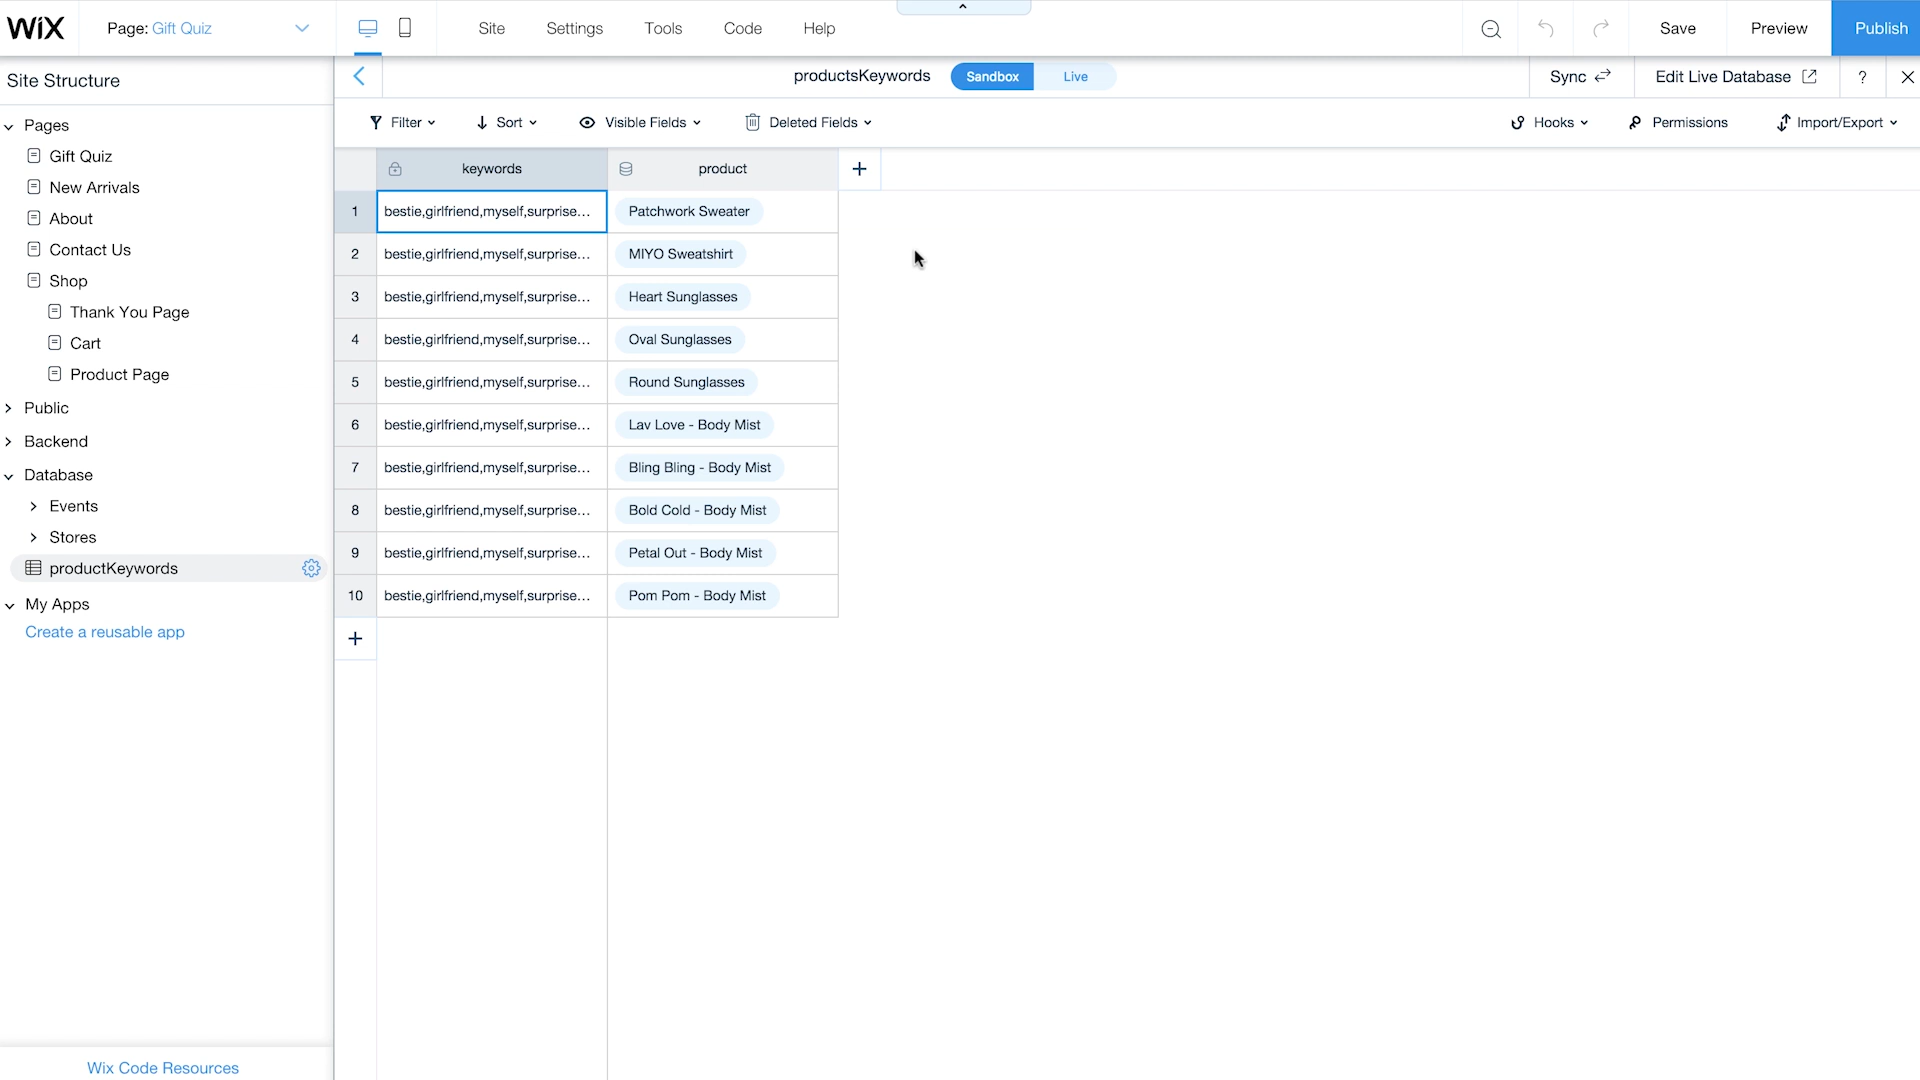 WiX Page: Gift Quiz Site Settings Tools Code Help Save Preview Publish
Site Structure
productsKeywords Sandbox Live Sync Edit Live Database ?
Filter Sort Visible Fields Deleted Fields Hooks Permissions Import/Export
Pages
Gift Quiz
New Arrivals
About
Contact Us
Shop
Thank You Page
Cart
Product Page
Public
Backend
Database
Events
Stores
productKeywords
My Apps
Create a reusable app
Wix Code Resources
keywords product +
1 bestie,girlfriend,myself,surprise... Patchwork Sweater
2 bestie,girlfriend,myself,surprise... MIYO Sweatshirt
3 bestie,girlfriend,myself,surprise... Heart Sunglasses
4 bestie,girlfriend,myself,surprise... Oval Sunglasses
5 bestie,girlfriend,myself,surprise... Round Sunglasses
6 bestie,girlfriend,myself,surprise... Lav Love - Body Mist
7 bestie,girlfriend,myself,surprise... Bling Bling - Body Mist
8 bestie,girlfriend,myself,surprise... Bold Cold - Body Mist
9 bestie,girlfriend,myself,surprise... Petal Out - Body Mist
10 bestie,girlfriend,myself,surprise... Pom Pom - Body Mist
+